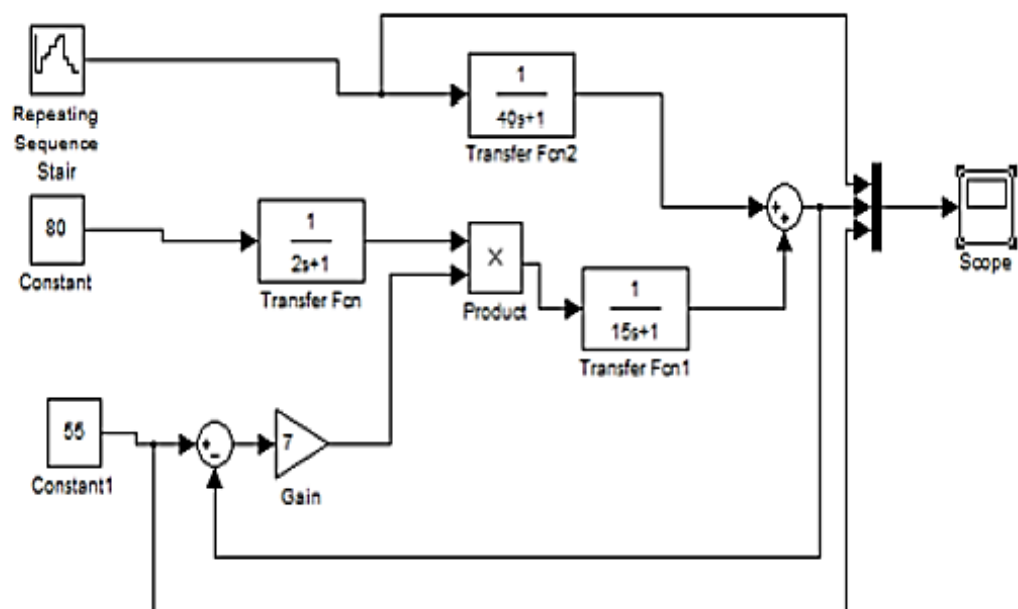 Repeating
Sequence
Stair
1
40s+1
Transfer Fcn2
80
Constant
1
2s+1
Transfer Fcn
×
Product
1
15s+1
Transfer Fcn1
+
+
Scope
55
Constant1
+
−
7
Gain